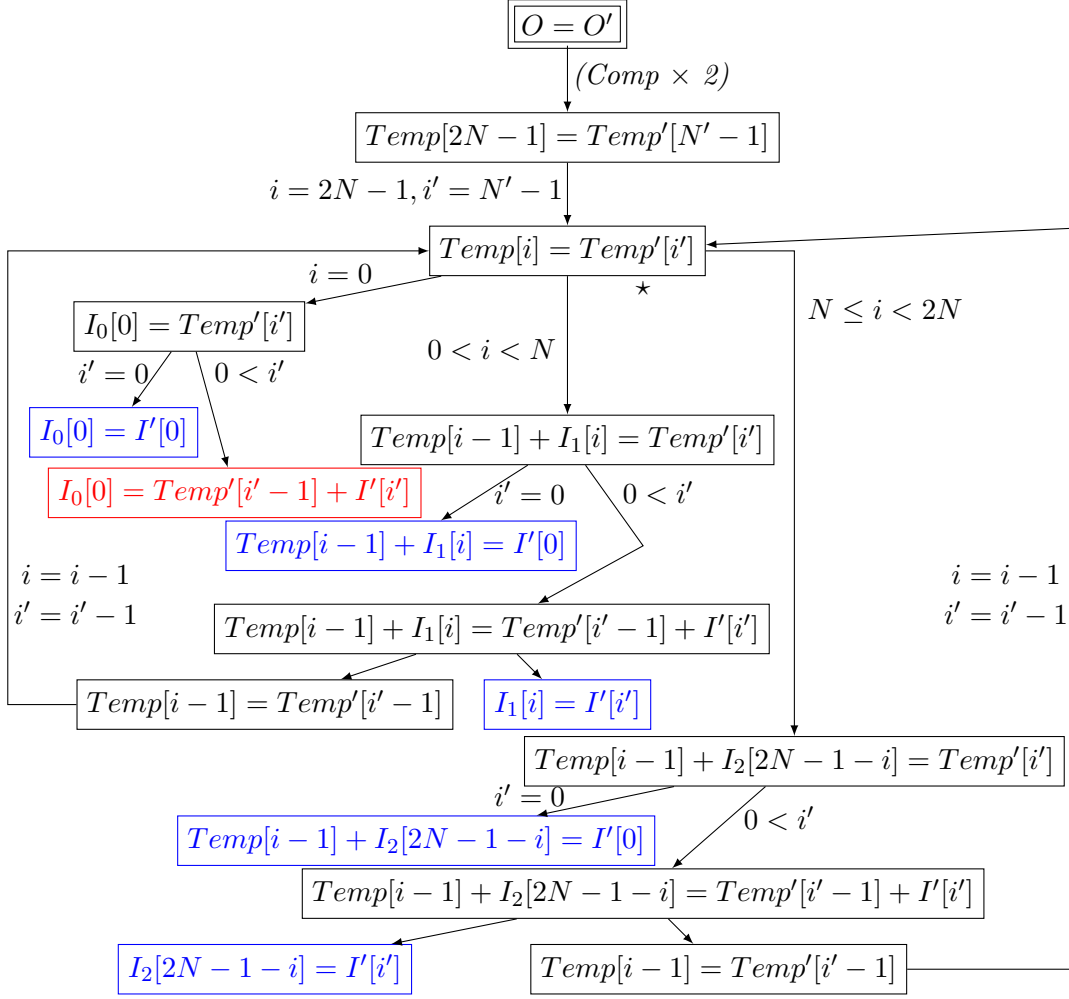 O = O′
(Comp × 2)
Temp[2N − 1] = Temp′[N′ − 1]
i = 2N − 1, i′ = N′ − 1
Temp[i] = Temp′[i′]
⋆
i = 0
N ≤ i < 2N
I₀[0] = Temp′[i′]
0 < i < N
i′ = 0
0 < i′
I₀[0] = I′[0]
Temp[i − 1] + I₁[i] = Temp′[i′]
I₀[0] = Temp′[i′ − 1] + I′[i′]
i′ = 0
0 < i′
Temp[i − 1] + I₁[i] = I′[0]
i = i − 1
i′ = i′ − 1
i = i − 1
i′ = i′ − 1
Temp[i − 1] + I₁[i] = Temp′[i′ − 1] + I′[i′]
Temp[i − 1] = Temp′[i′ − 1]
I₁[i] = I′[i′]
Temp[i − 1] + I₂[2N − 1 − i] = Temp′[i′]
i′ = 0
0 < i′
Temp[i − 1] + I₂[2N − 1 − i] = I′[0]
Temp[i − 1] + I₂[2N − 1 − i] = Temp′[i′ − 1] + I′[i′]
I₂[2N − 1 − i] = I′[i′]
Temp[i − 1] = Temp′[i′ − 1]